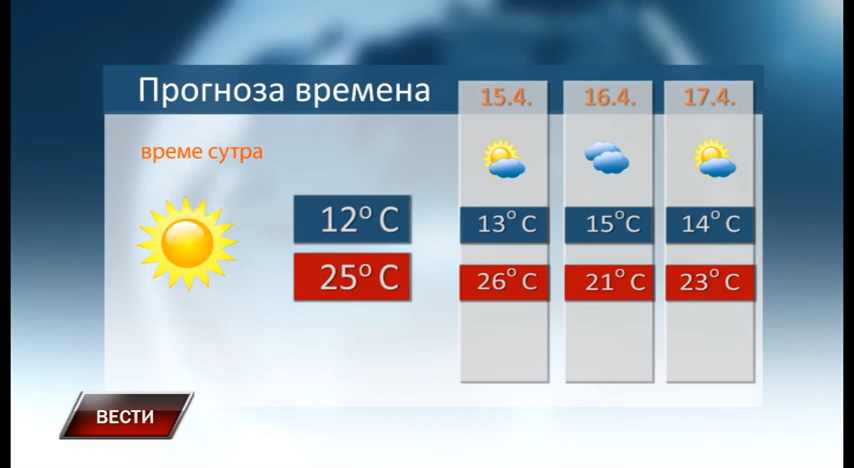 Прогноза времена
време сутра
12° C
25° C
15.4.
16.4.
17.4.
13° C
15°C
14° C
26° C
21° C
23° C
ВЕСТИ